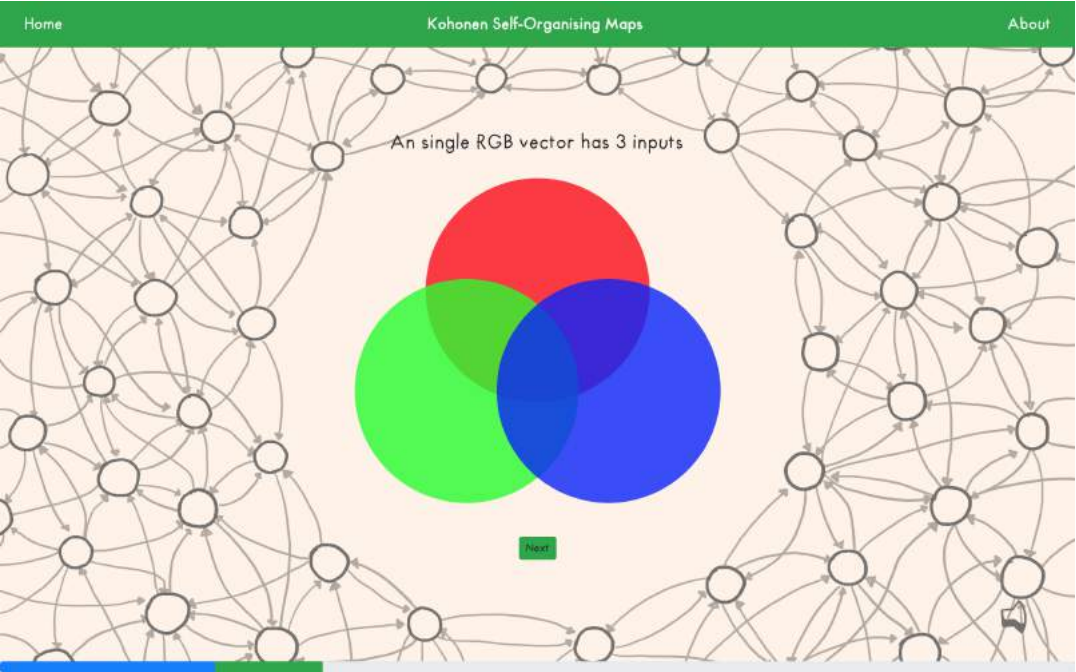 Home
Kohonen Self-Organising Maps
About
An single RGB vector has 3 inputs
Next